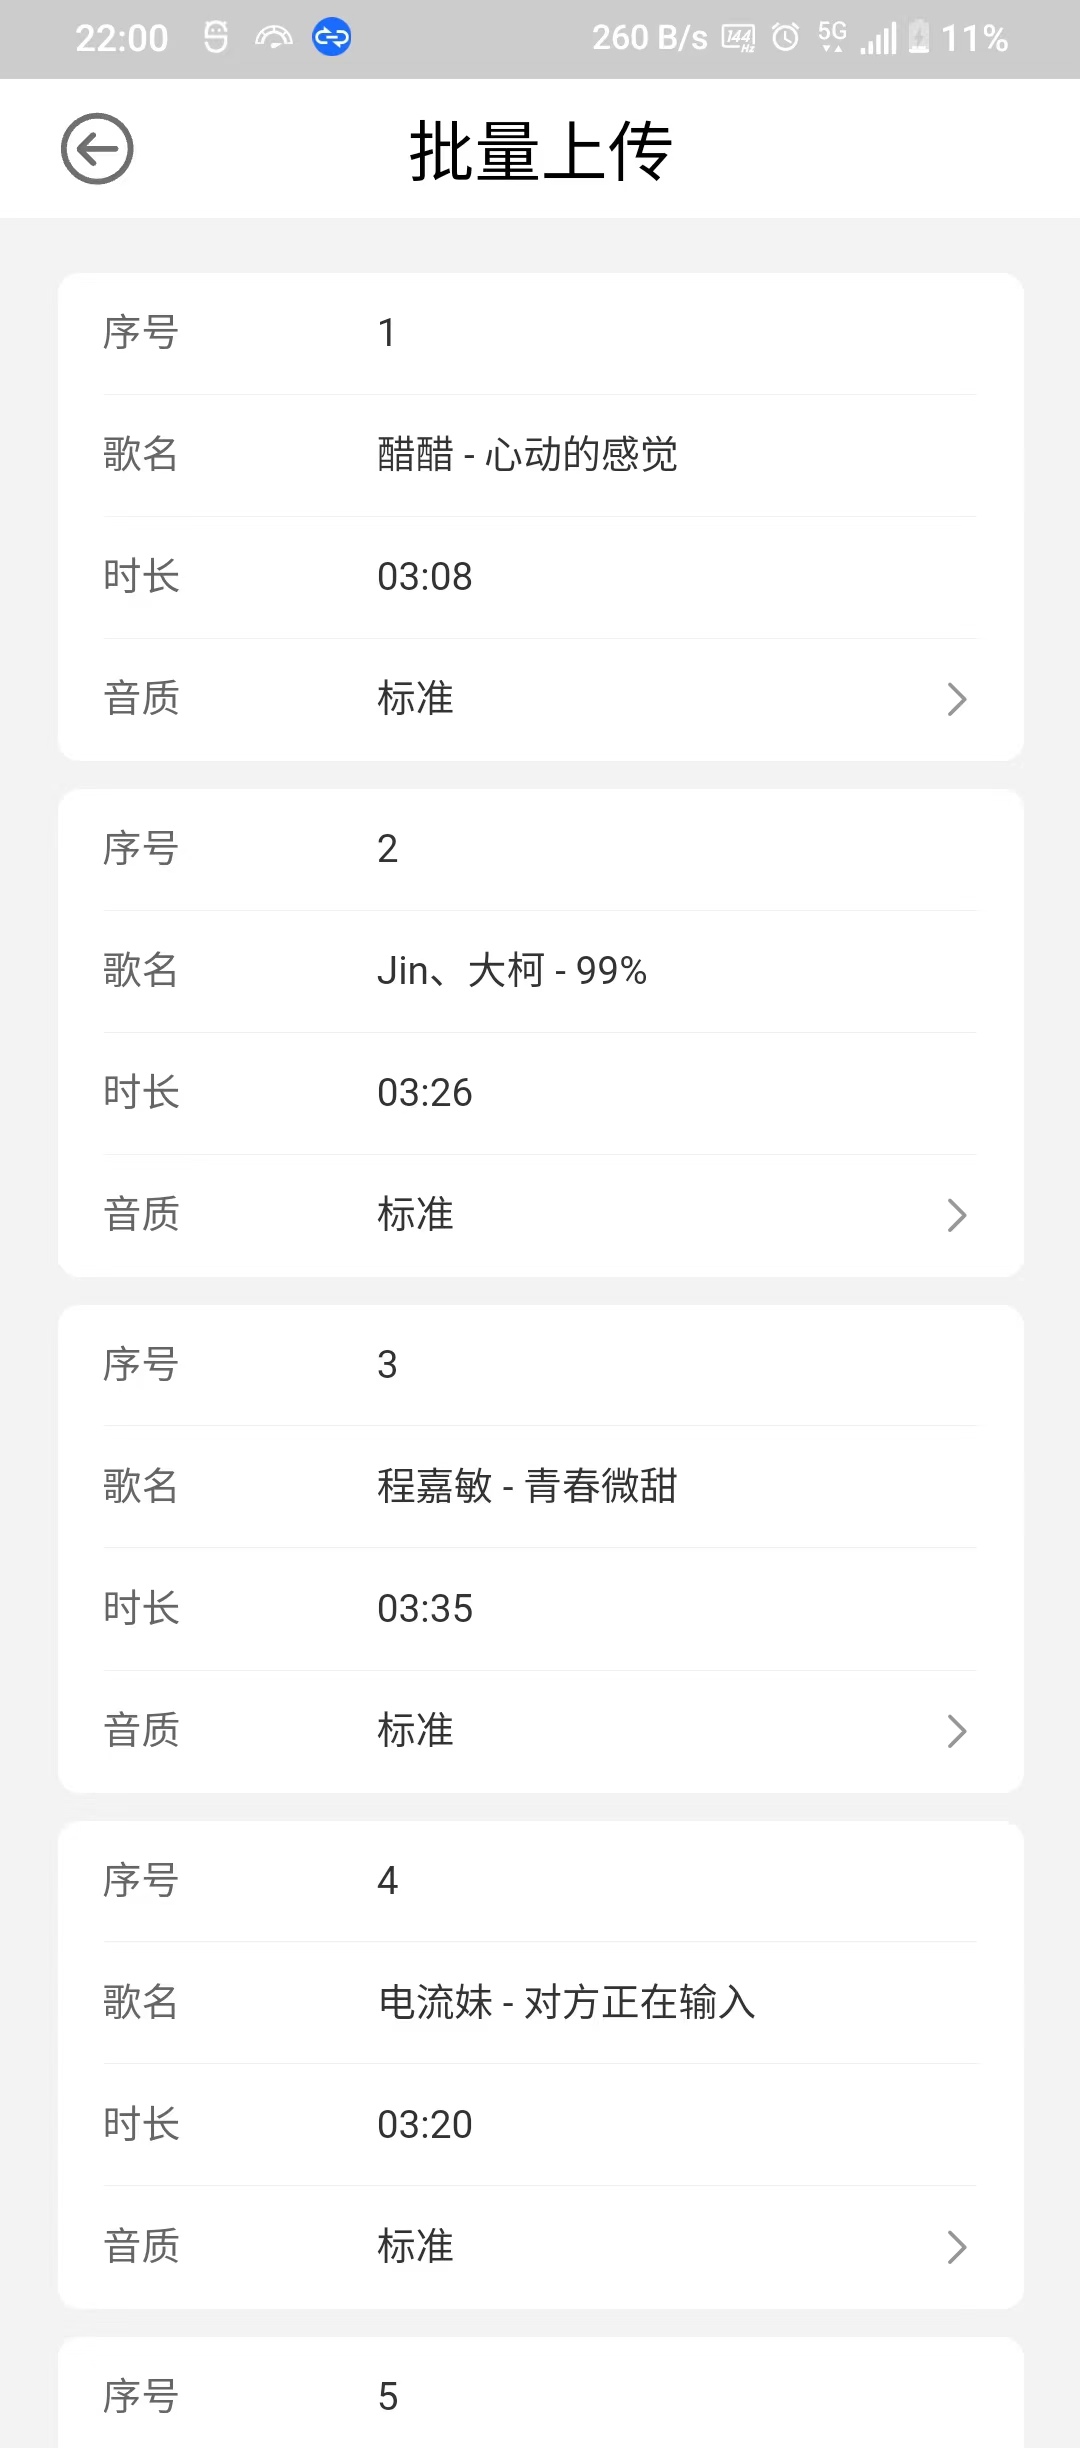 22:00 260 B/s 144Hz 5G 11%
批量上传
序号 1
歌名 醋醋 - 心动的感觉
时长 03:08
音质 标准
序号 2
歌名 Jin、大柯 - 99%
时长 03:26
音质 标准
序号 3
歌名 程嘉敏 - 青春微甜
时长 03:35
音质 标准
序号 4
歌名 电流妹 - 对方正在输入
时长 03:20
音质 标准
序号 5